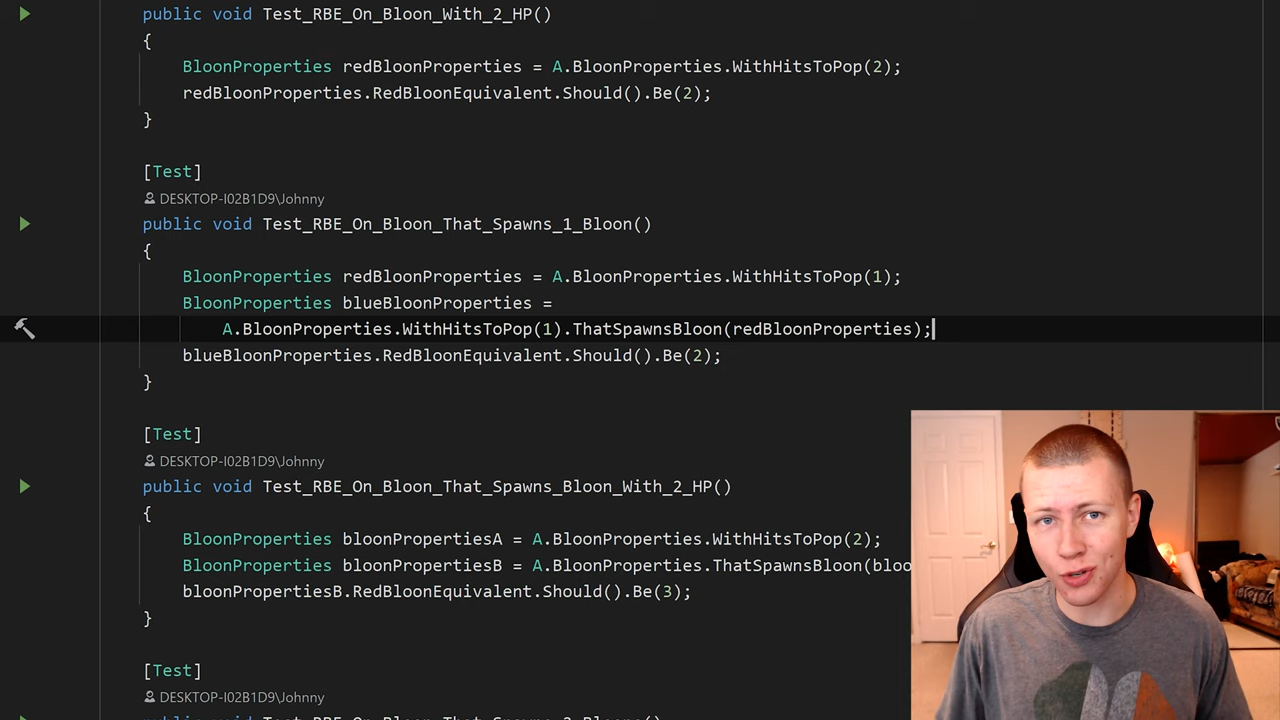 public void Test_RBE_On_Bloon_With_2_HP()
{
BloonProperties redBloonProperties = A.BloonProperties.WithHitsToPop(2);
redBloonProperties.RedBloonEquivalent.Should().Be(2);
}
[Test]
DESKTOP-I02B1D9\Johnny
public void Test_RBE_On_Bloon_That_Spawns_1_Bloon()
{
BloonProperties redBloonProperties = A.BloonProperties.WithHitsToPop(1);
BloonProperties blueBloonProperties =
A.BloonProperties.WithHitsToPop(1).ThatSpawnsBloon(redBloonProperties);
blueBloonProperties.RedBloonEquivalent.Should().Be(2);
}
[Test]
DESKTOP-I02B1D9\Johnny
public void Test_RBE_On_Bloon_That_Spawns_Bloon_With_2_HP()
{
BloonProperties bloonPropertiesA = A.BloonProperties.WithHitsToPop(2);
BloonProperties bloonPropertiesB = A.BloonProperties.ThatSpawnsBloon(bloo
bloonPropertiesB.RedBloonEquivalent.Should().Be(3);
}
[Test]
DESKTOP-I02B1D9\Johnny